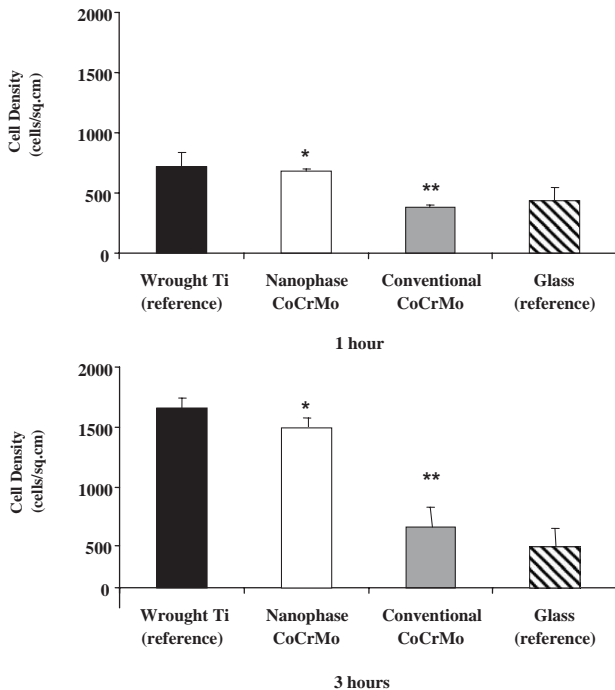 2000
1500
1000
500
0
Cell Density
(cells/sq.cm)
*
**
Wrought Ti
(reference)
Nanophase
CoCrMo
Conventional
CoCrMo
Glass
(reference)
1 hour
2000
1500
1000
500
0
Cell Density
(cells/sq.cm)
*
**
Wrought Ti
(reference)
Nanophase
CoCrMo
Conventional
CoCrMo
Glass
(reference)
3 hours